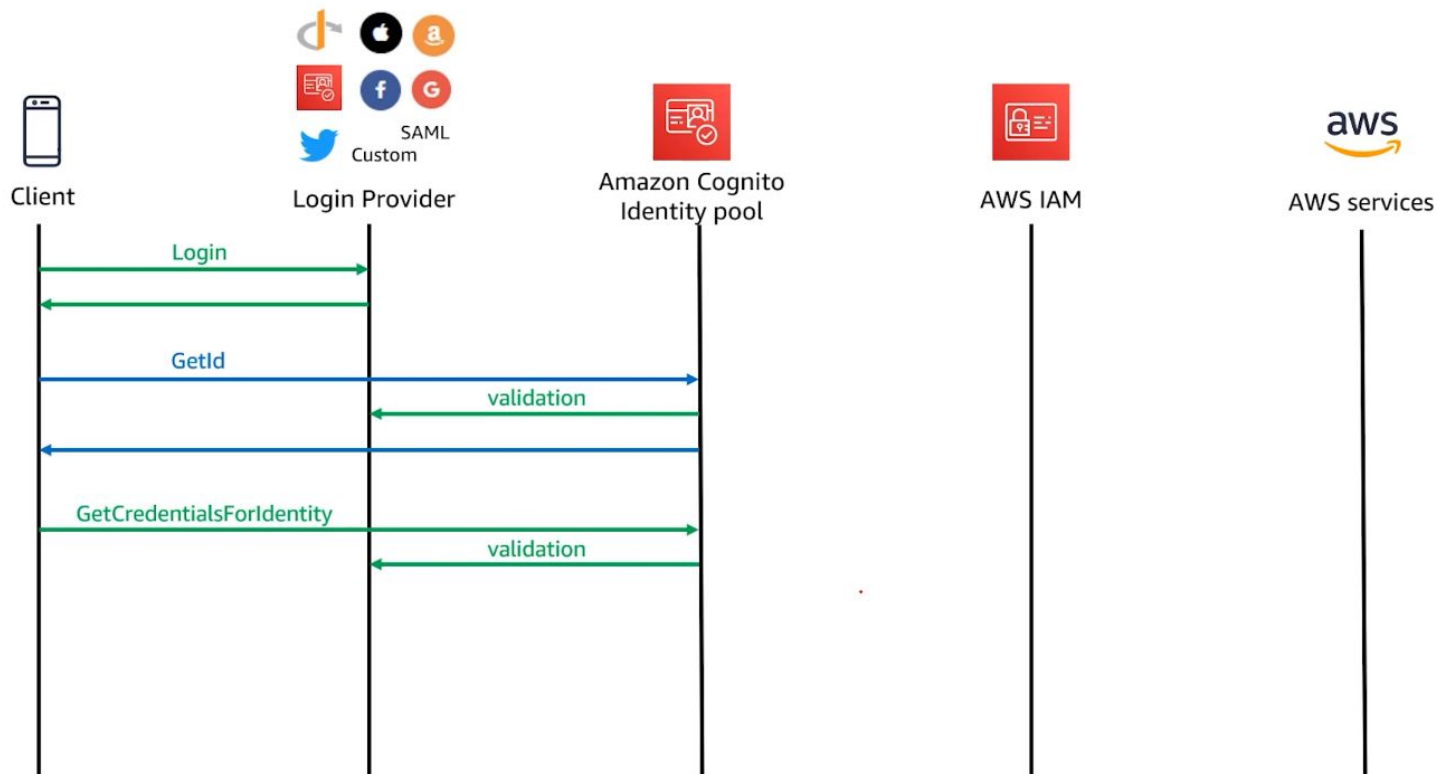 SAML
Custom
Client
Login Provider
Amazon Cognito
Identity pool
AWS IAM
aws
AWS services
Login
GetId
validation
GetCredentialsForIdentity
validation